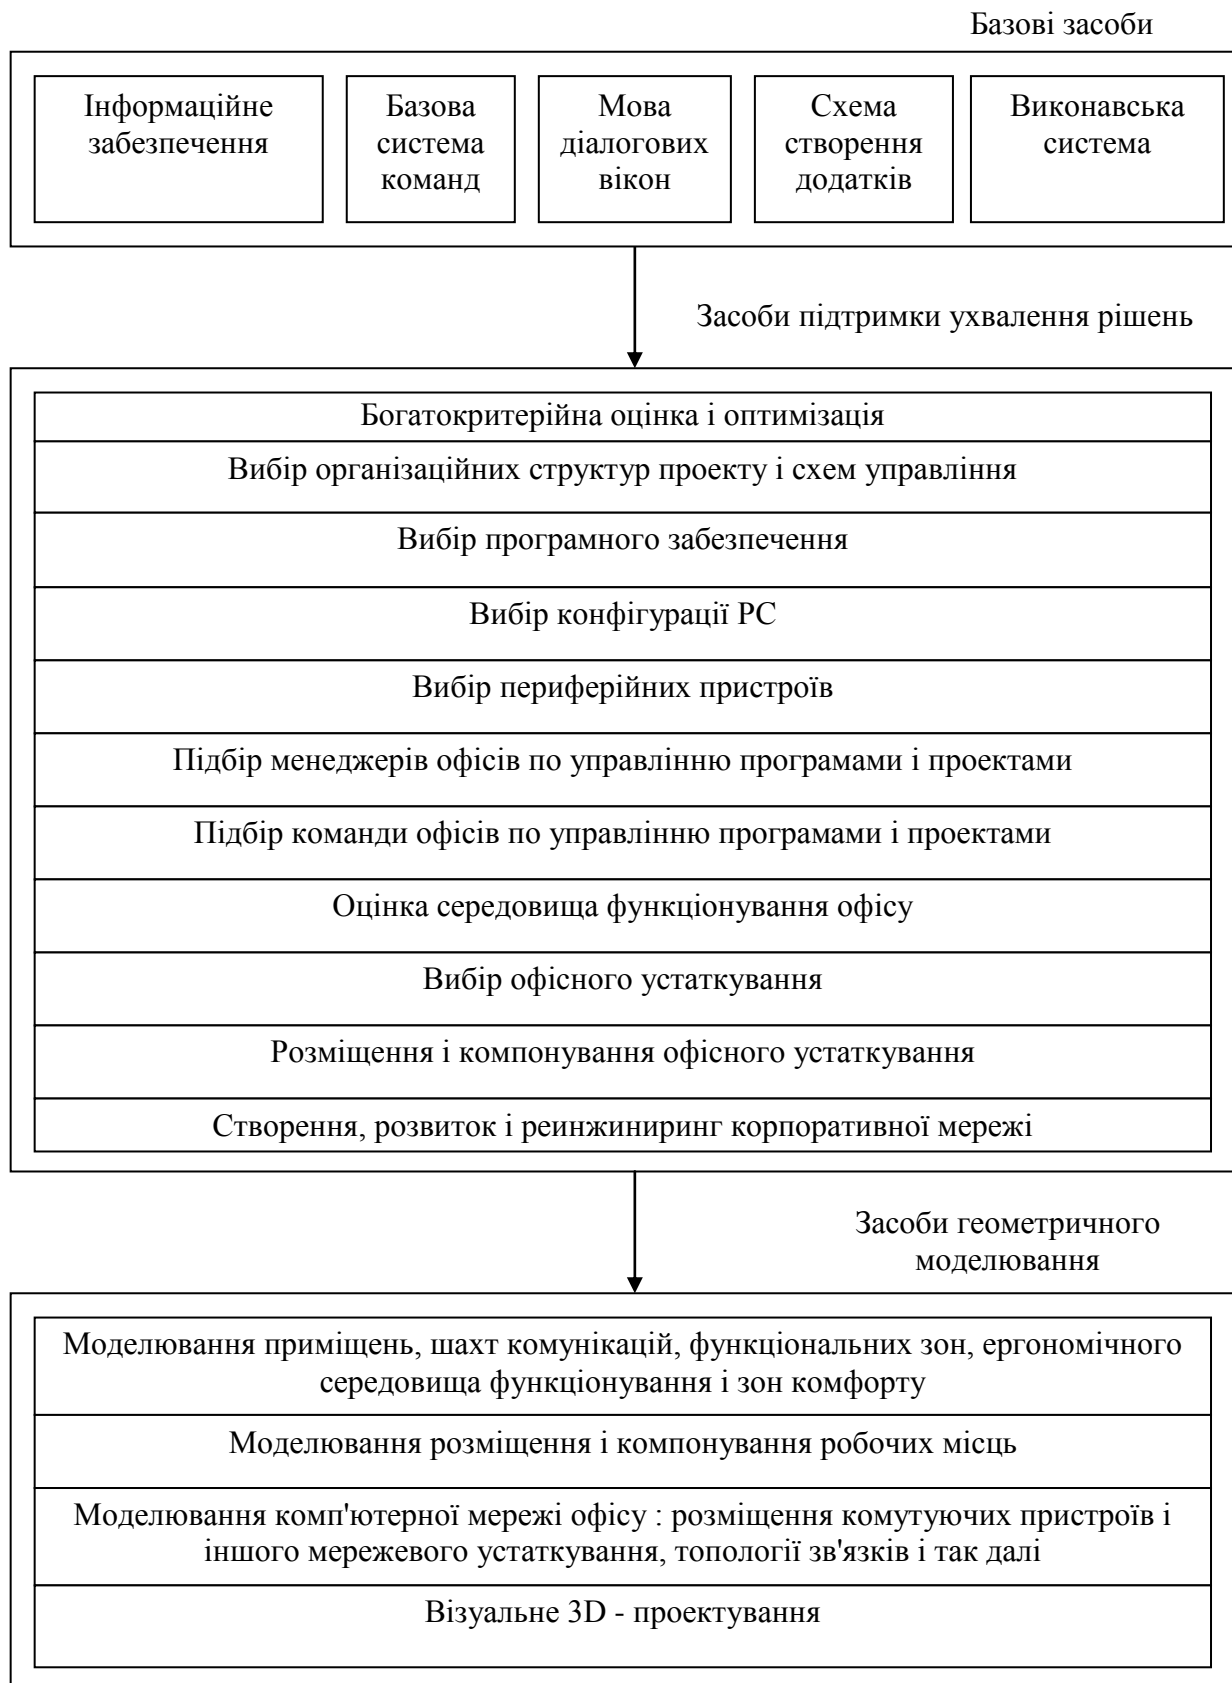 Базові засоби
Інформаційне
забезпечення
Базова
система
команд
Мова
діалогових
вікон
Схема
створення
додатків
Виконавська
система
Засоби підтримки ухвалення рішень
Богатокритерійна оцінка і оптимізація
Вибір організаційних структур проекту і схем управління
Вибір програмного забезпечення
Вибір конфігурації PC
Вибір периферійних пристроїв
Підбір менеджерів офісів по управлінню програмами і проектами
Підбір команди офісів по управлінню програмами і проектами
Оцінка середовища функціонування офісу
Вибір офісного устаткування
Розміщення і компонування офісного устаткування
Створення, розвиток і реинжиниринг корпоративної мережі
Засоби геометричного
моделювання
Моделювання приміщень, шахт комунікацій, функціональних зон, ергономічного
середовища функціонування і зон комфорту
Моделювання розміщення і компонування робочих місць
Моделювання комп'ютерної мережі офісу : розміщення комутуючих пристроїв і
іншого мережевого устаткування, топології зв'язків і так далі
Візуальне 3D - проектування